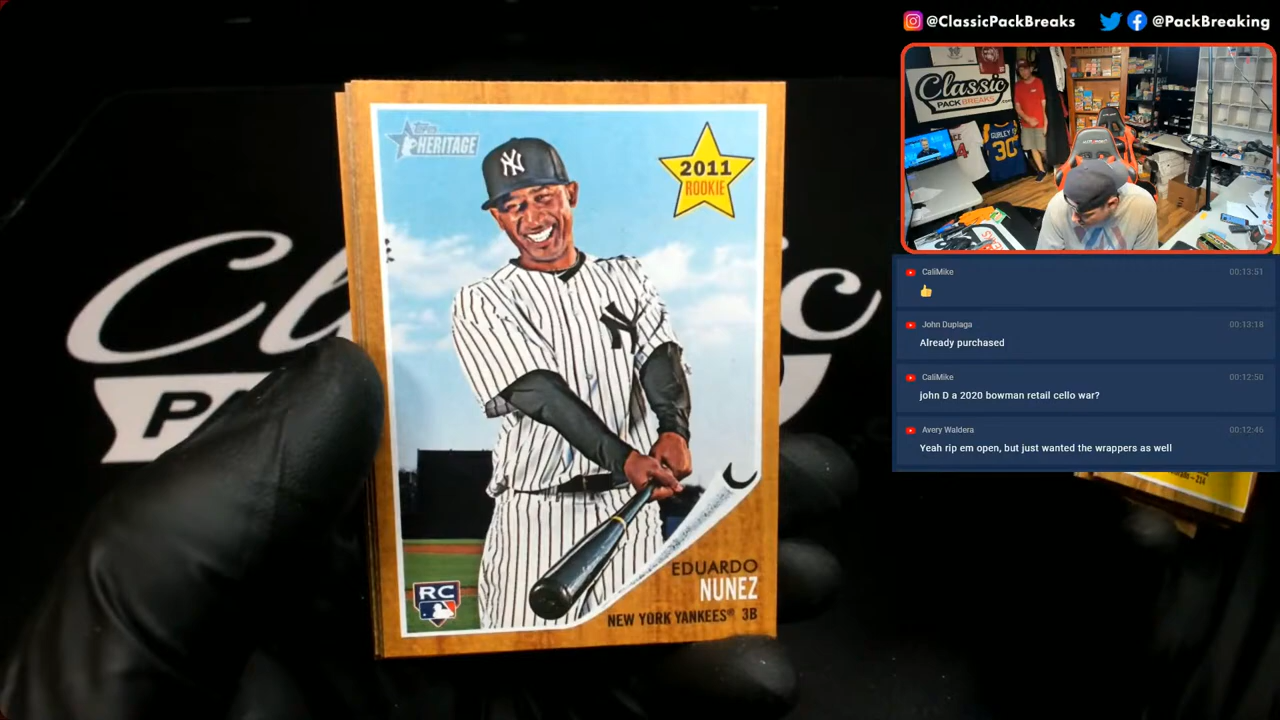 @ClassicPackBreaks
@PackBreaking
topps
HERITAGE
2011
ROOKIE
NY
RC
EDUARDO
NUNEZ
NEW YORK YANKEES® 3B
Classic
PACK BREAKS
30
CaliMike 00:13:51
👍
John Dupiaga 00:13:18
Already purchased
CaliMike 00:12:50
john D a 2020 bowman retail cello war?
Avery Waldera 00:12:46
Yeah rip em open, but just wanted the wrappers as well